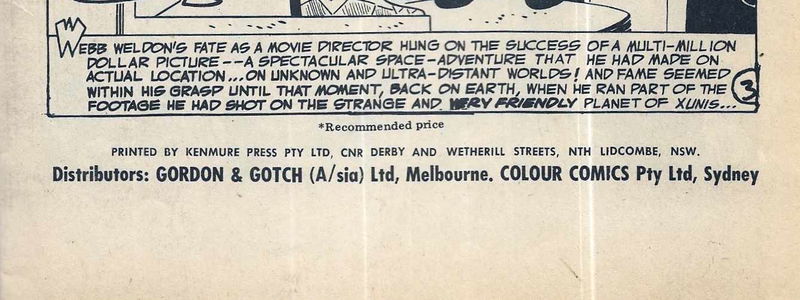 WEBB WELDON'S FATE AS A MOVIE DIRECTOR HUNG ON THE SUCCESS OF A MULTI-MILLION
DOLLAR PICTURE--A SPECTACULAR SPACE-ADVENTURE THAT HE HAD MADE ON
ACTUAL LOCATION...ON UNKNOWN AND ULTRA-DISTANT WORLDS! AND FAME SEEMED
WITHIN HIS GRASP UNTIL THAT MOMENT, BACK ON EARTH, WHEN HE RAN PART OF THE
FOOTAGE HE HAD SHOT ON THE STRANGE AND VERY FRIENDLY PLANET OF XUNIS...
3
*Recommended price
PRINTED BY KENMURE PRESS PTY LTD, CNR DERBY AND WETHERILL STREETS, NTH LIDCOMBE, NSW.
Distributors: GORDON & GOTCH (A/sia) Ltd, Melbourne. COLOUR COMICS Pty Ltd, Sydney